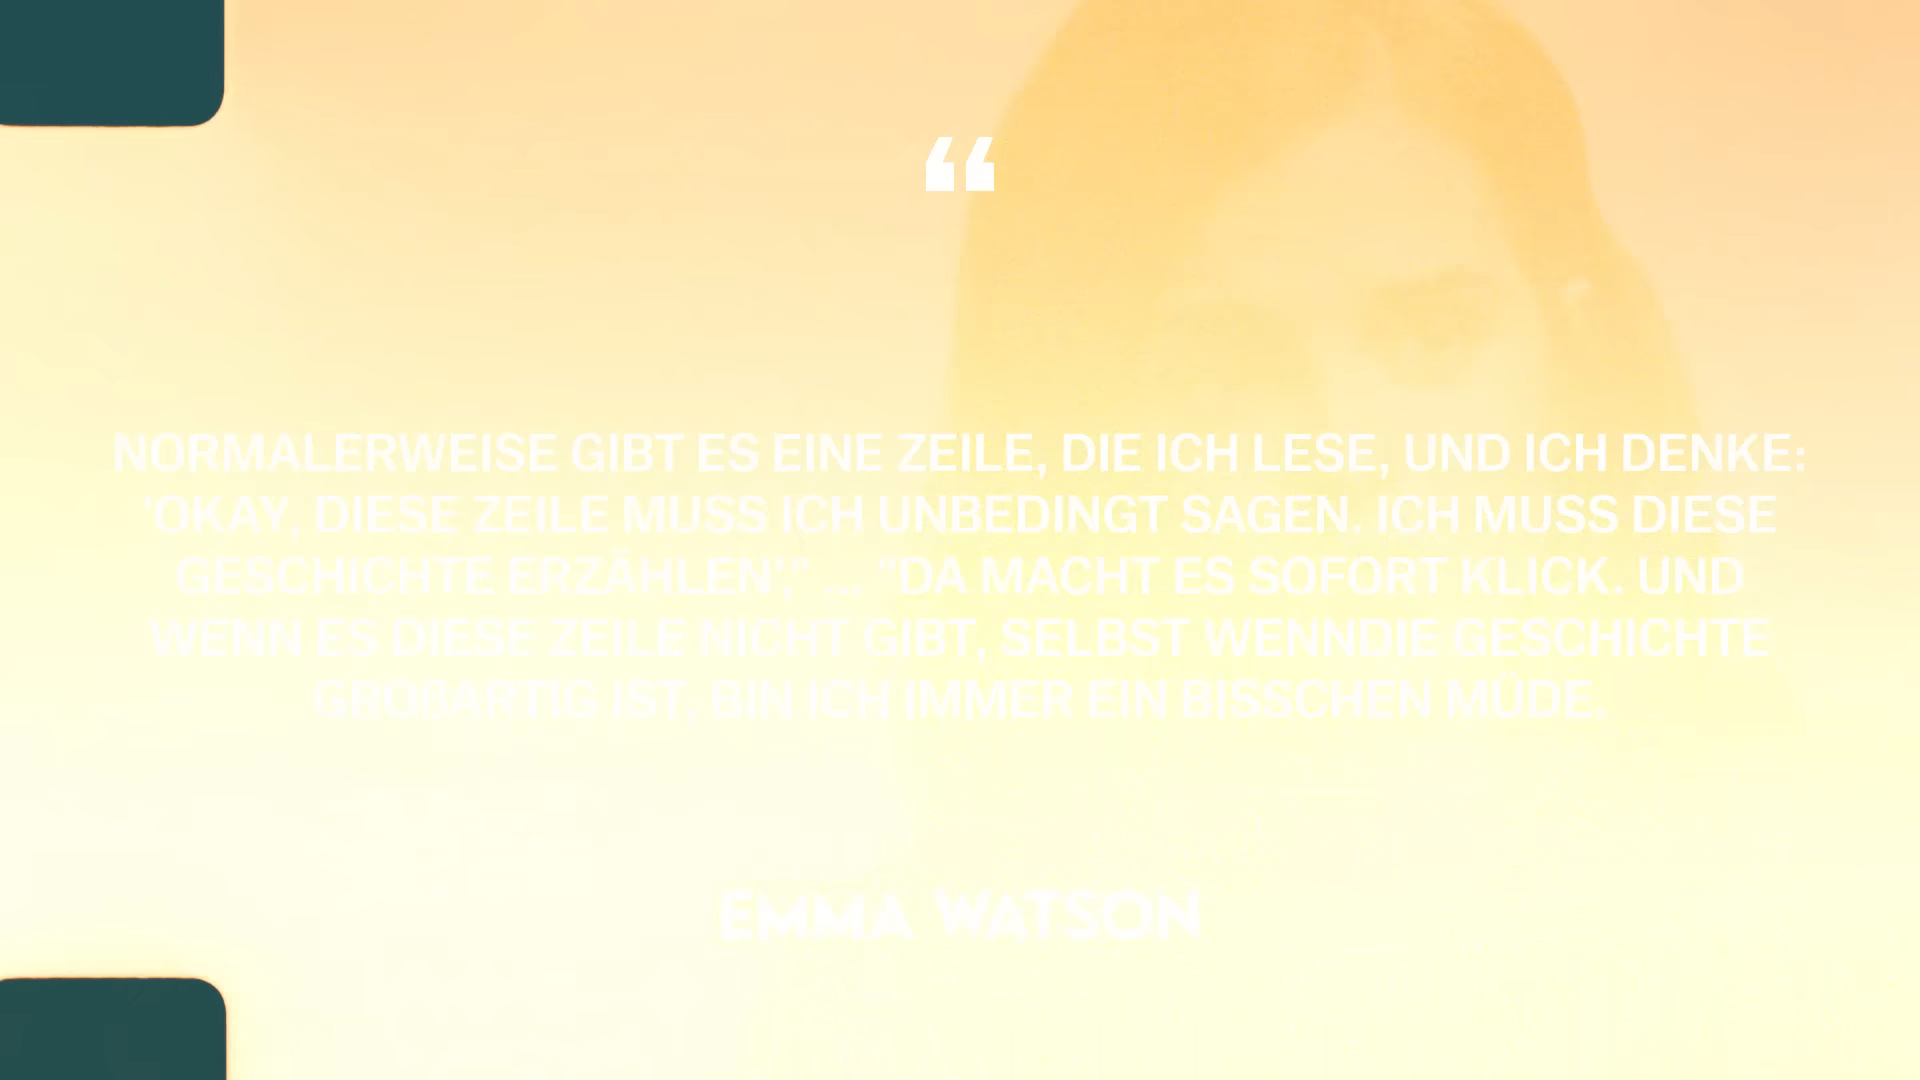 “
NORMALERWEISE GIBT ES EINE ZEILE, DIE ICH LESE, UND ICH DENKE:
'OKAY, DIESE ZEILE MUSS ICH UNBEDINGT SAGEN. ICH MUSS DIESE
GESCHICHTE ERZÄHLEN'," ... "DA MACHT ES SOFORT KLICK. UND
WENN ES DIESE ZEILE NICHT GIBT, SELBST WENNDIE GESCHICHTE
GROßARTIG IST, BIN ICH IMMER EIN BISSCHEN MÜDE.
EMMA WATSON